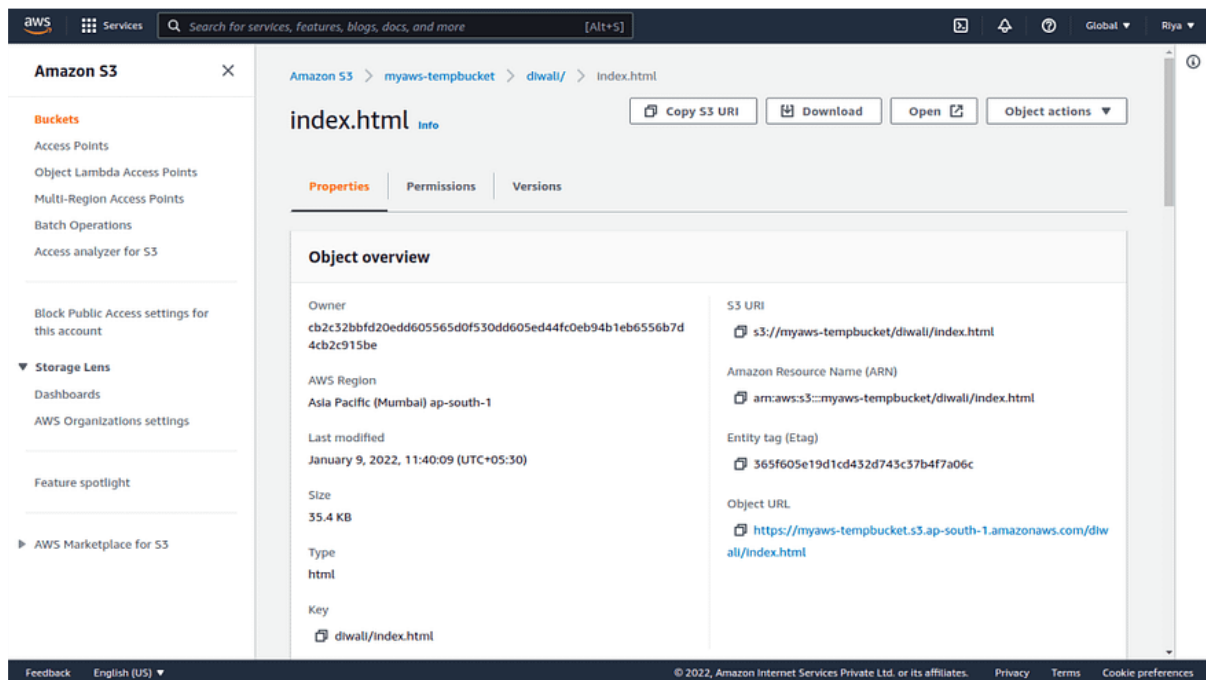 aws
Services
Search for services, features, blogs, docs, and more
[Alt+S]
Global ▼
Riya ▼
Amazon S3
Buckets
Access Points
Object Lambda Access Points
Multi-Region Access Points
Batch Operations
Access analyzer for S3
Block Public Access settings for
this account
▼ Storage Lens
Dashboards
AWS Organizations settings
Feature spotlight
▶ AWS Marketplace for S3
Amazon S3 > myaws-tempbucket > diwali/ > index.html
index.html Info
Copy S3 URI
Download
Open
Object actions ▼
Properties
Permissions
Versions
Object overview
Owner
cb2c32bbfd20edd605565d0f530dd605ed44fc0eb94b1eb6556b7d
4cb2c915be
AWS Region
Asia Pacific (Mumbai) ap-south-1
Last modified
January 9, 2022, 11:40:09 (UTC+05:30)
Size
35.4 KB
Type
html
Key
diwali/index.html
S3 URI
s3://myaws-tempbucket/diwali/index.html
Amazon Resource Name (ARN)
arn:aws:s3:::myaws-tempbucket/diwali/index.html
Entity tag (Etag)
365f605e19d1cd432d743c37b4f7a06c
Object URL
https://myaws-tempbucket.s3.ap-south-1.amazonaws.com/diw
ali/index.html
Feedback
English (US) ▼
© 2022, Amazon Internet Services Private Ltd. or its affiliates.
Privacy
Terms
Cookie preferences